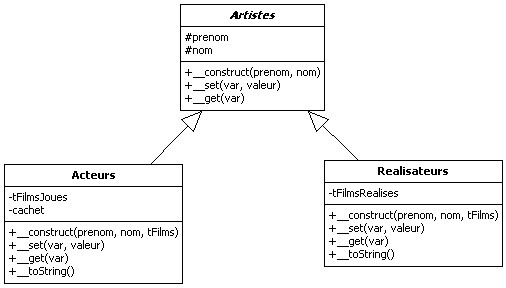 Artistes
#prenom
#nom
+__construct(prenom, nom)
+__set(var, valeur)
+__get(var)
Acteurs
-tFilmsJoues
-cachet
+__construct(prenom, nom, tFilms)
+__set(var, valeur)
+__get(var)
+__toString()
Realisateurs
-tFilmsRealises
+__construct(prenom, nom, tFilms)
+__set(var, valeur)
+__get(var)
+__toString()